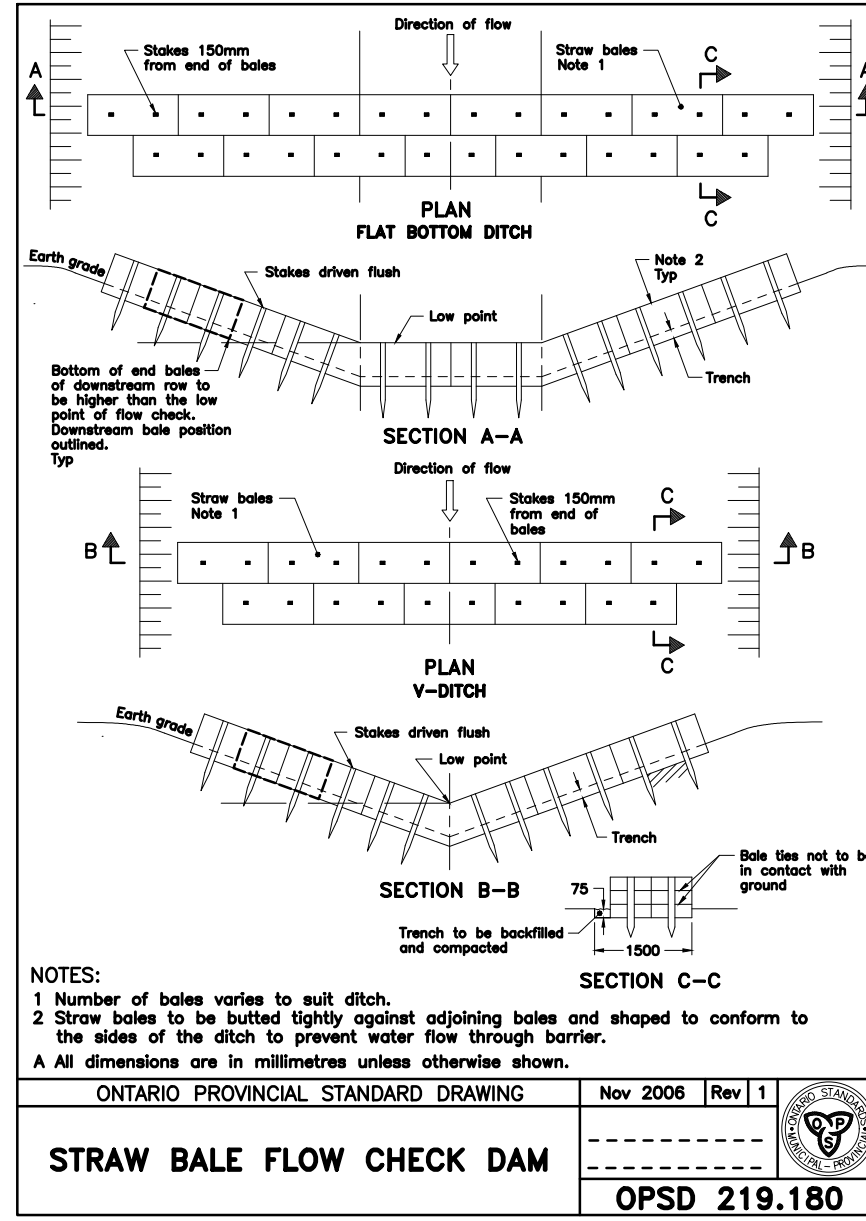 Direction of flow
Stakes 150mm
from end of bales
Straw bales
Note 1
C
A
A
C
PLAN
FLAT BOTTOM DITCH
Earth grade
Stakes driven flush
Note 2
Typ
Low point
Bottom of end bales
of downstream row to
be higher than the low
point of flow check.
Downstream bale position
outlined.
Typ
Trench
SECTION A-A
Direction of flow
Straw bales
Note 1
Stakes 150mm
from end of
bales
C
B
B
C
PLAN
V-DITCH
Earth grade
Stakes driven flush
Low point
Trench
SECTION B-B
75
Bale ties not to b
in contact with
ground
Trench to be backfilled
and compacted
1500
SECTION C-C
NOTES:
1 Number of bales varies to suit ditch.
2 Straw bales to be butted tightly against adjoining bales and shaped to conform to
the sides of the ditch to prevent water flow through barrier.
A All dimensions are in millimetres unless otherwise shown.
ONTARIO PROVINCIAL STANDARD DRAWING
Nov 2006 Rev 1
ONTARIO STANDARDS
MUNICIPAL - PROVINCIAL
OPS
STRAW BALE FLOW CHECK DAM
OPSD 219.180